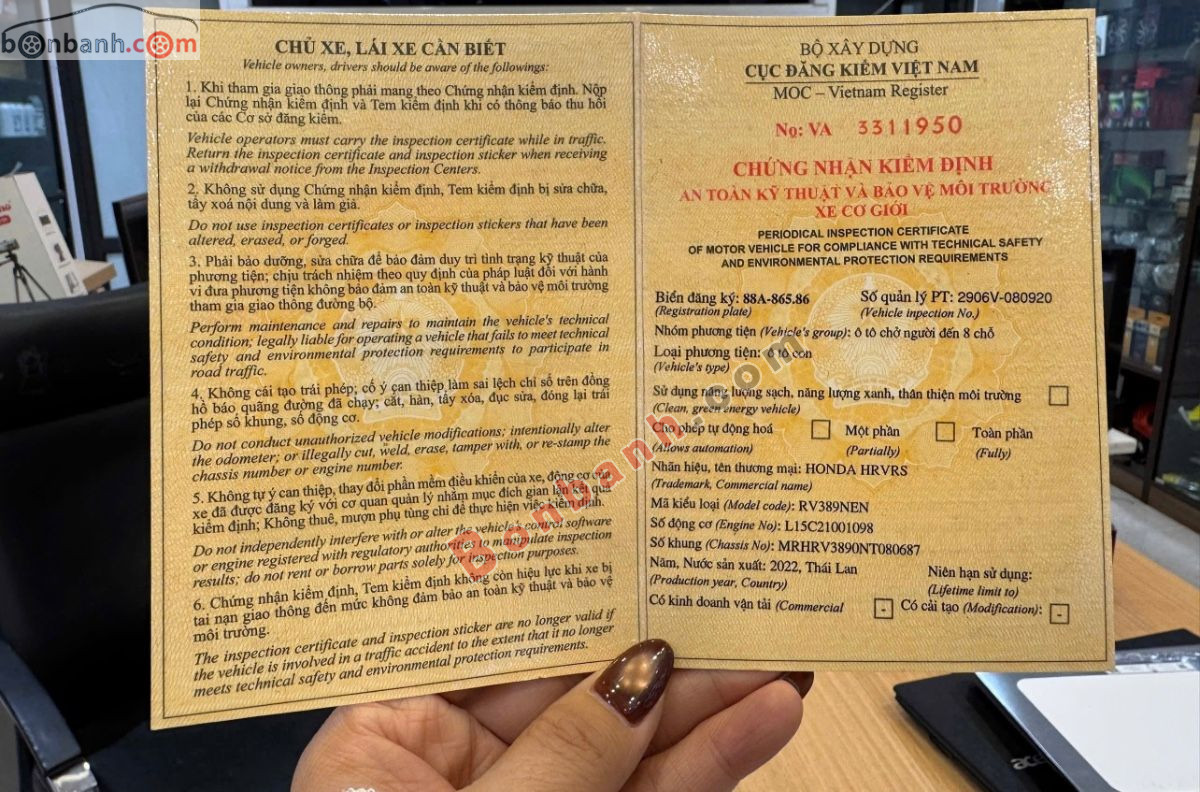 bonbanh.com
CHỦ XE, LÁI XE CẦN BIẾT
Vehicle owners, drivers should be aware of the followings:
1. Khi tham gia giao thông phải mang theo Chứng nhận kiểm định. Nộp
lại Chứng nhận kiểm định và Tem kiểm định khi có thông báo thu hồi
của các Cơ sở đăng kiểm.
Vehicle operators must carry the inspection certificate while in traffic.
Return the inspection certificate and inspection sticker when receiving
a withdrawal notice from the Inspection Centers.
2. Không sử dụng Chứng nhận kiểm định, Tem kiểm định bị sửa chữa,
tẩy xoá nội dung và làm giả.
Do not use inspection certificates or inspection stickers that have been
altered, erased, or forged.
3. Phải bảo dưỡng, sửa chữa để bảo đảm duy trì tình trạng kỹ thuật của
phương tiện; chịu trách nhiệm theo quy định của pháp luật đối với hành
vi đưa phương tiện không bảo đảm an toàn kỹ thuật và bảo vệ môi trường
tham gia giao thông đường bộ.
Perform maintenance and repairs to maintain the vehicle's technical
condition; legally liable for operating a vehicle that fails to meet technical
safety and environmental protection requirements to participate in
road traffic.
4. Không cải tạo trái phép; cố ý can thiệp làm sai lệch chỉ số trên đồng
hồ báo quãng đường đã chạy; cắt, hàn, tẩy xóa, đục sửa, đóng lại trái
phép số khung, số động cơ.
Do not conduct unauthorized vehicle modifications; intentionally alter
the odometer; or illegally cut, weld, erase, tamper with, or re-stamp the
chassis number or engine number.
5. Không tự ý can thiệp, thay đổi phần mềm điều khiển của xe, động cơ của
xe đã được đăng ký với cơ quan quản lý nhằm mục đích gian lận kết quả
kiểm định; Không thuê, mượn phụ tùng chỉ để thực hiện việc kiểm định.
Do not independently interfere with or alter the vehicle's control software
or engine registered with regulatory authorities to manipulate inspection
results; do not rent or borrow parts solely for inspection purposes.
6. Chứng nhận kiểm định, Tem kiểm định không còn hiệu lực khi xe bị
tai nạn giao thông đến mức không đảm bảo an toàn kỹ thuật và bảo vệ
môi trường.
The inspection certificate and inspection sticker are no longer valid if
the vehicle is involved in a traffic accident to the extent that it no longer
meets technical safety and environmental protection requirements.
BỘ XÂY DỰNG
CỤC ĐĂNG KIỂM VIỆT NAM
MOC – Vietnam Register
No: VA 3311950
CHỨNG NHẬN KIỂM ĐỊNH
AN TOÀN KỸ THUẬT VÀ BẢO VỆ MÔI TRƯỜNG
XE CƠ GIỚI
PERIODICAL INSPECTION CERTIFICATE
OF MOTOR VEHICLE FOR COMPLIANCE WITH TECHNICAL SAFETY
AND ENVIRONMENTAL PROTECTION REQUIREMENTS
Biển đăng ký: 88A-865.86 Số quản lý PT: 2906V-080920
(Registration plate) (Vehicle inpection No.)
Nhóm phương tiện (Vehicle's group): ô tô chở người đến 8 chỗ
Loại phương tiện: ô tô con
(Vehicle's type)
Sử dụng năng lượng sạch, năng lượng xanh, thân thiện môi trường
(Clean, green energy vehicle)
Cho phép tự động hoá Một phần Toàn phần
(Allows automation) (Partially) (Fully)
Nhãn hiệu, tên thương mại: HONDA HRVRS
(Trademark, Commercial name)
Mã kiểu loại (Model code): RV389NEN
Số động cơ (Engine No): L15C21001098
Số khung (Chassis No): MRHRV3890NT080687
Năm, Nước sản xuất: 2022, Thái Lan Niên hạn sử dụng:
(Production year, Country) (Lifetime limit to)
Có kinh doanh vận tải (Commercial - Có cải tạo (Modification): -
Bonbanh.com
acer